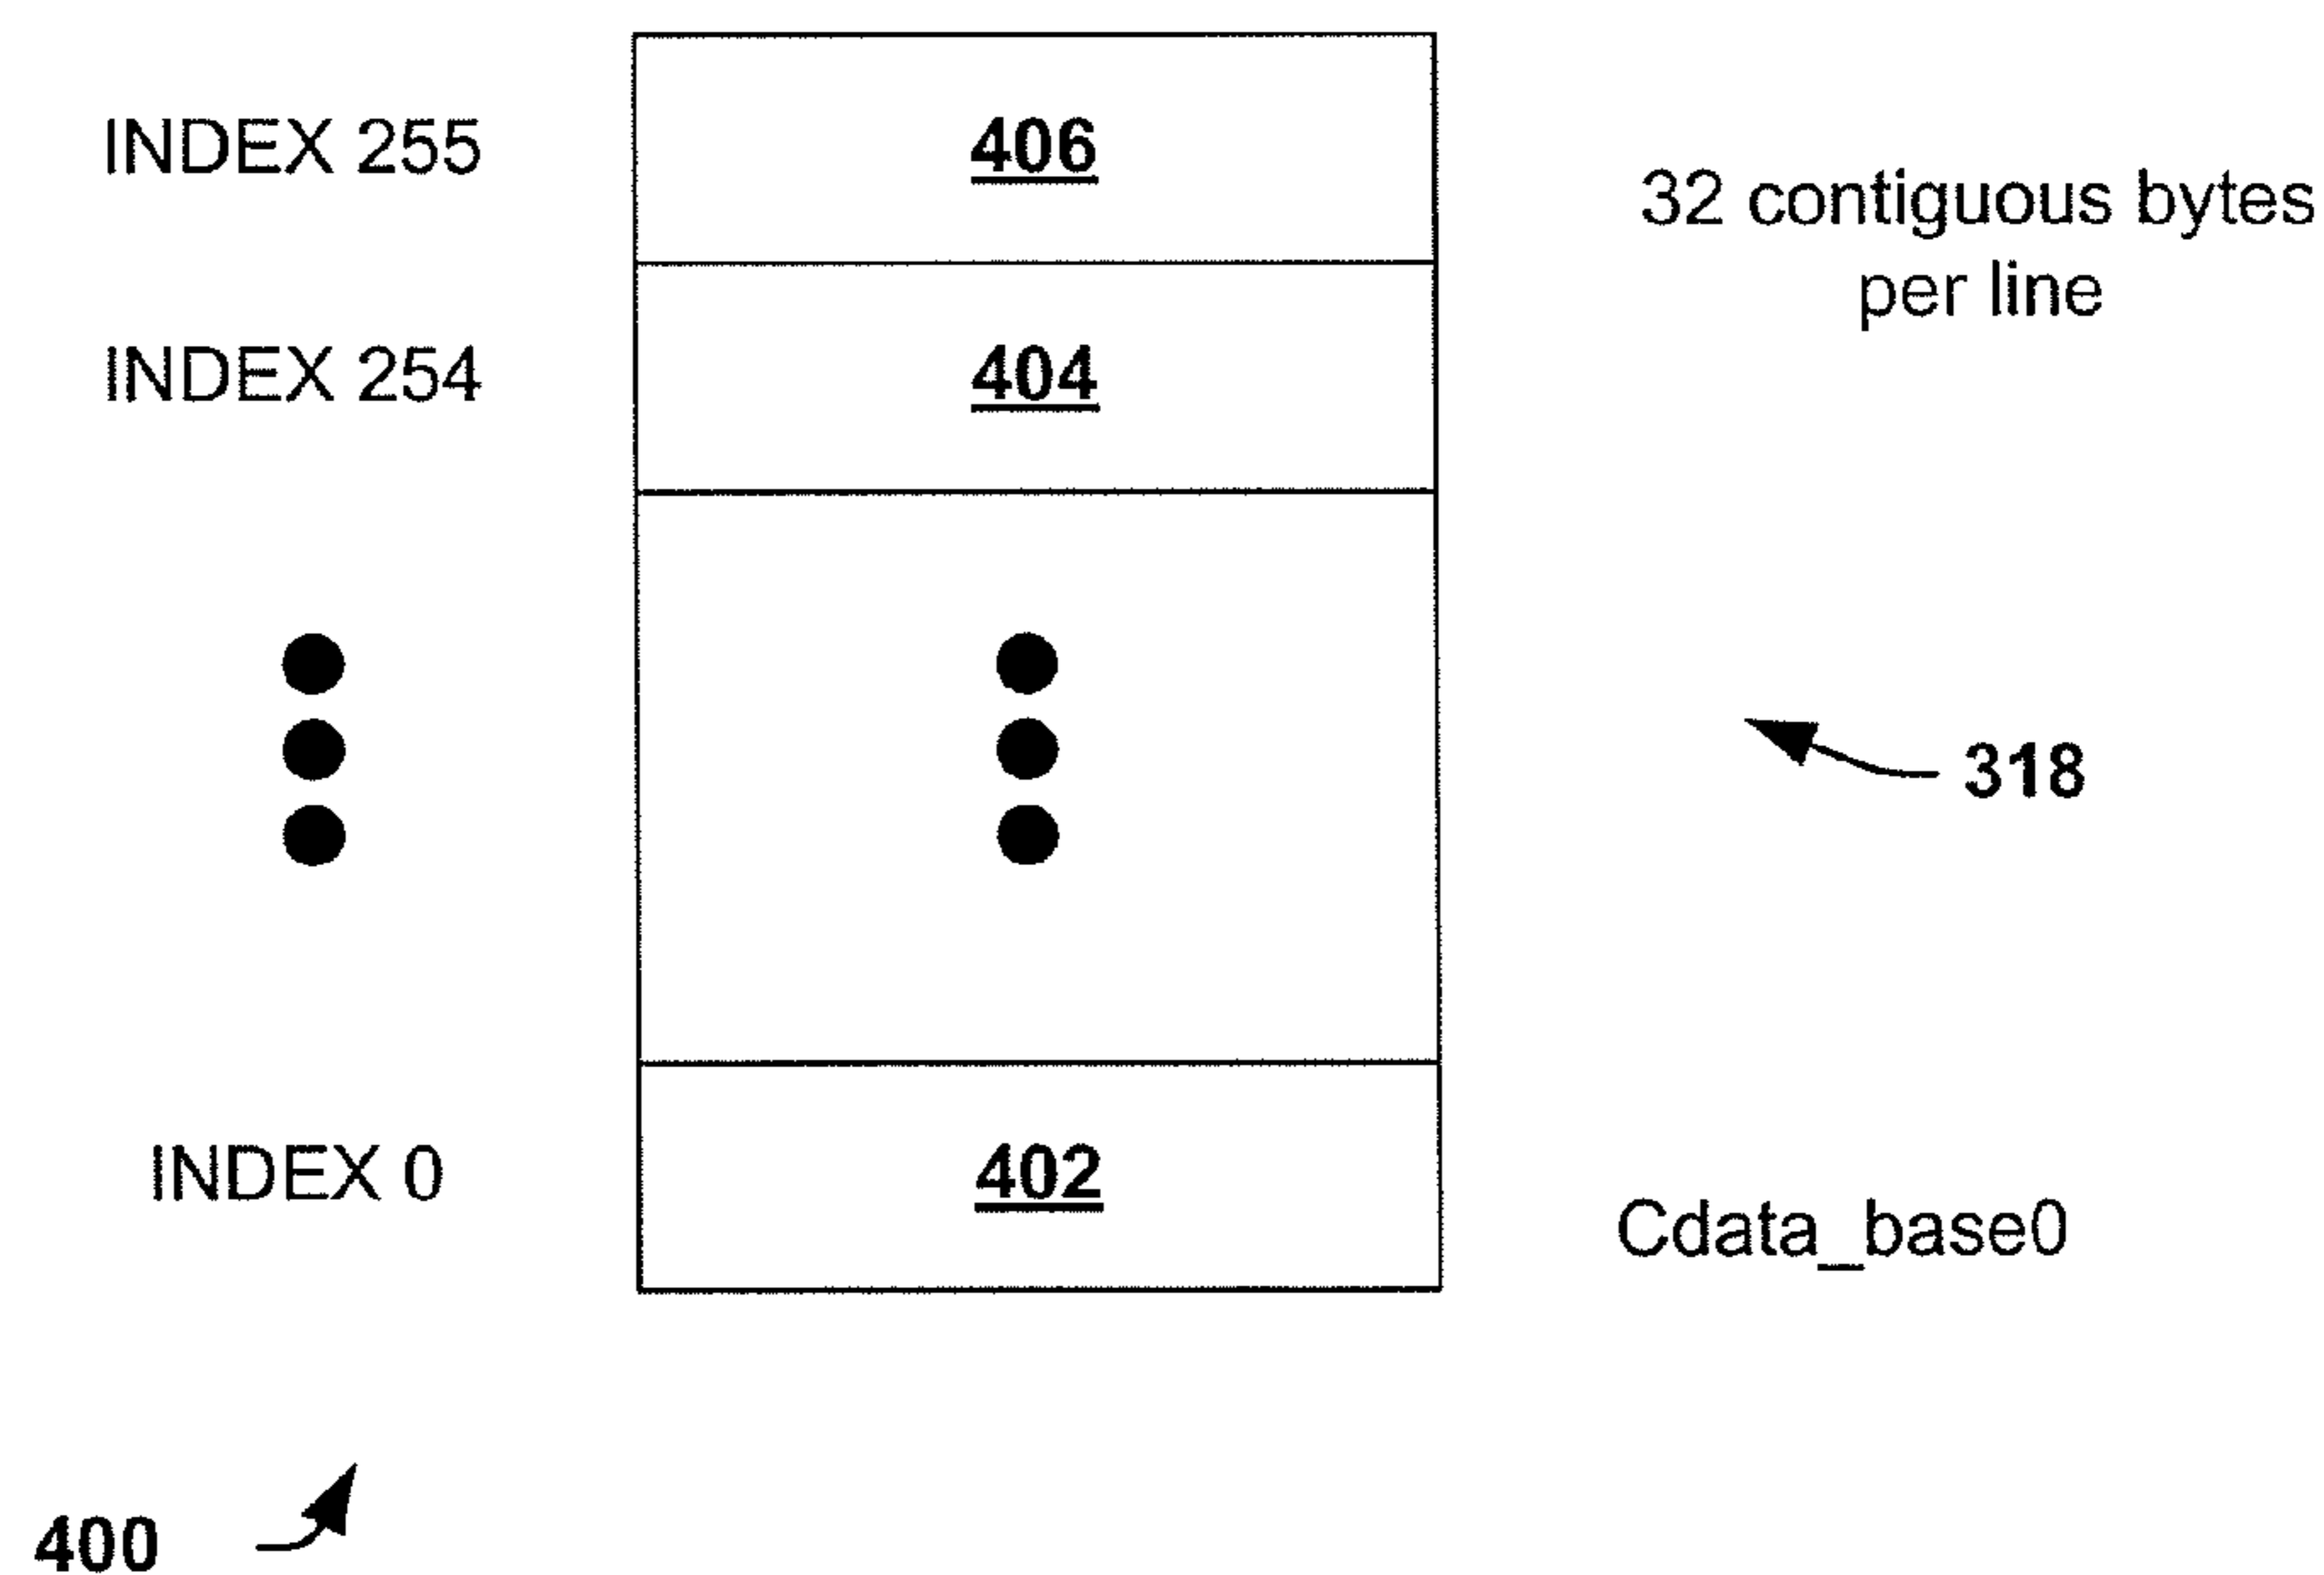 INDEX 255
406
32 contiguous bytes
per line
INDEX 254
404
318
INDEX 0
402
Cdata_base0
400